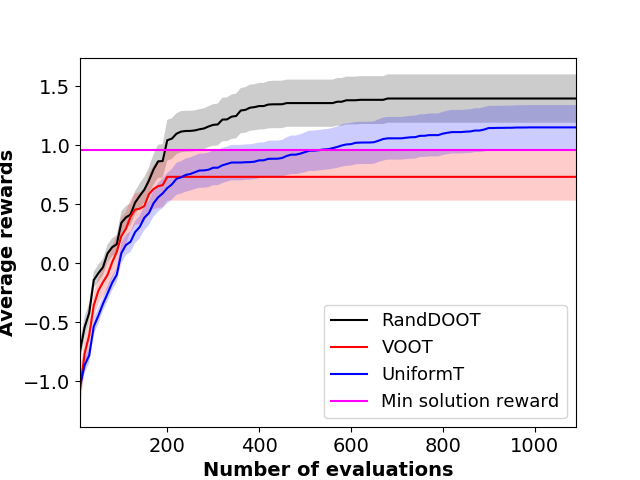 Average rewards
1.5
1.0
0.5
0.0
−0.5
−1.0
200
400
600
800
1000
Number of evaluations
RandDOOT
VOOT
UniformT
Min solution reward